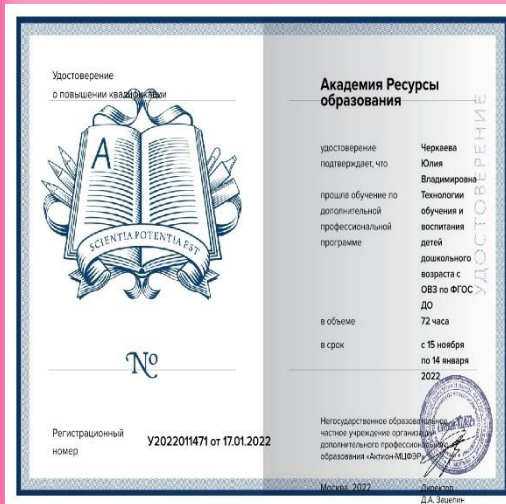 Удостоверение
о повышении квалификации
А
SCIENTIA POTENTIA EST
№
Регистрационный номер У2022011471 от 17.01.2022
Академия Ресурсы
образования
удостоверение Черкаева
подтверждает, что Юлия
Владимировна
прошла обучение по Технологии
дополнительной обучения и
профессиональной воспитания
программе детей
дошкольного
возраста с
ОВЗ по ФГОС
ДО
в объеме 72 часа
в срок с 15 ноября
по 14 января
2022
УДОСТОВЕРЕНИЕ
Негосударственное образовательное
частное учреждение организации
дополнительного профессионального
образования «Актион-МЦФЭР»
Москва, 2022 Директор
Д.А. Зацепин